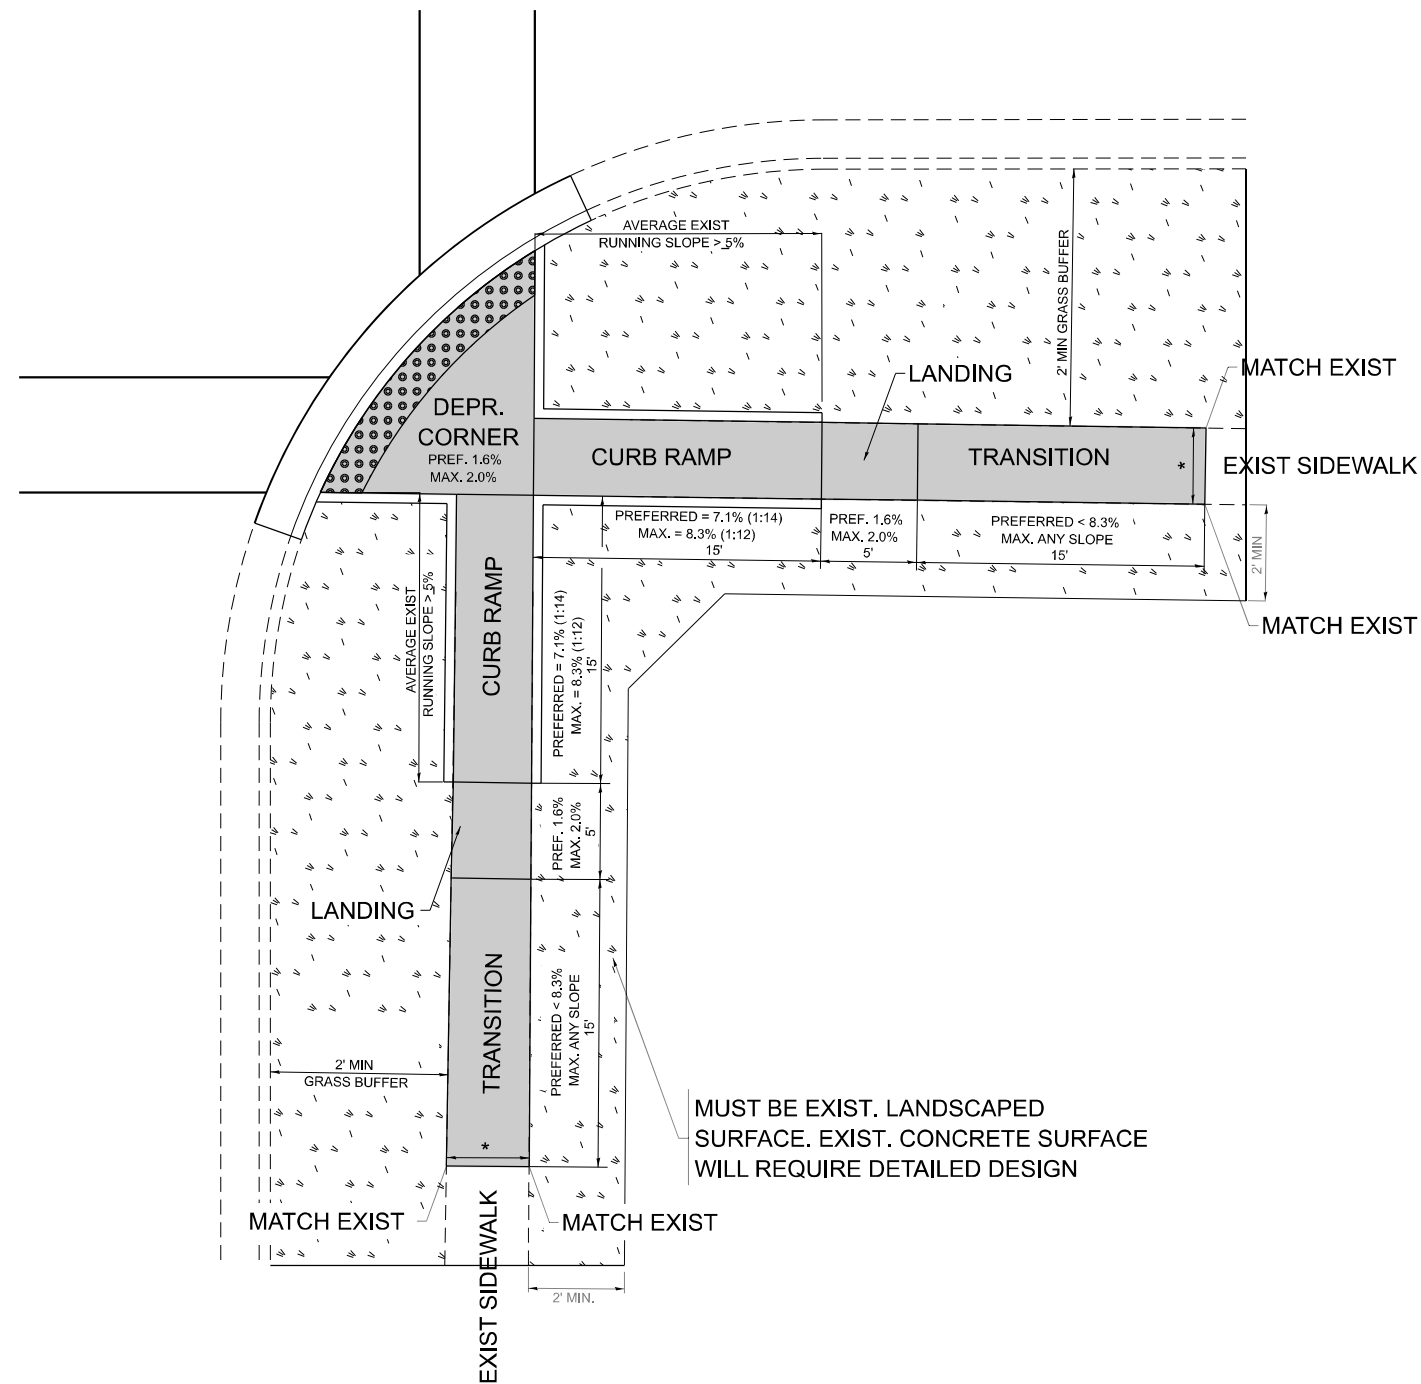 AVERAGE EXIST
RUNNING SLOPE > 5%
2' MIN GRASS BUFFER
LANDING
MATCH EXIST
DEPR.
CORNER
PREF. 1.6%
MAX. 2.0%
CURB RAMP
TRANSITION
*
EXIST SIDEWALK
PREFERRED = 7.1% (1:14)
MAX. = 8.3% (1:12)
15'
PREF. 1.6%
MAX. 2.0%
5'
PREFERRED < 8.3%
MAX. ANY SLOPE
15'
2' MIN
MATCH EXIST
AVERAGE EXIST
RUNNING SLOPE > 5%
CURB RAMP
PREFERRED = 7.1% (1:14)
MAX. = 8.3% (1:12)
15'
PREF. 1.6%
MAX. 2.0%
5'
LANDING
TRANSITION
PREFERRED < 8.3%
MAX. ANY SLOPE
15'
2' MIN
GRASS BUFFER
*
MUST BE EXIST. LANDSCAPED
SURFACE. EXIST. CONCRETE SURFACE
WILL REQUIRE DETAILED DESIGN
MATCH EXIST
MATCH EXIST
EXIST SIDEWALK
2' MIN.